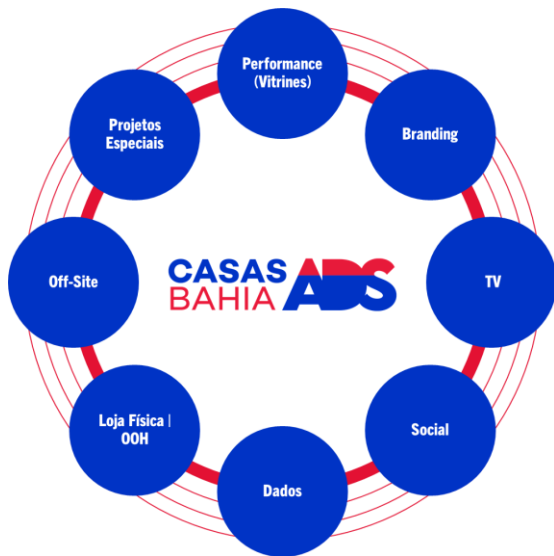 Performance
(Vitrines)
Branding
TV
Social
Dados
Loja Física |
OOH
Off-Site
Projetos
Especiais
CASAS
BAHIA
ADS